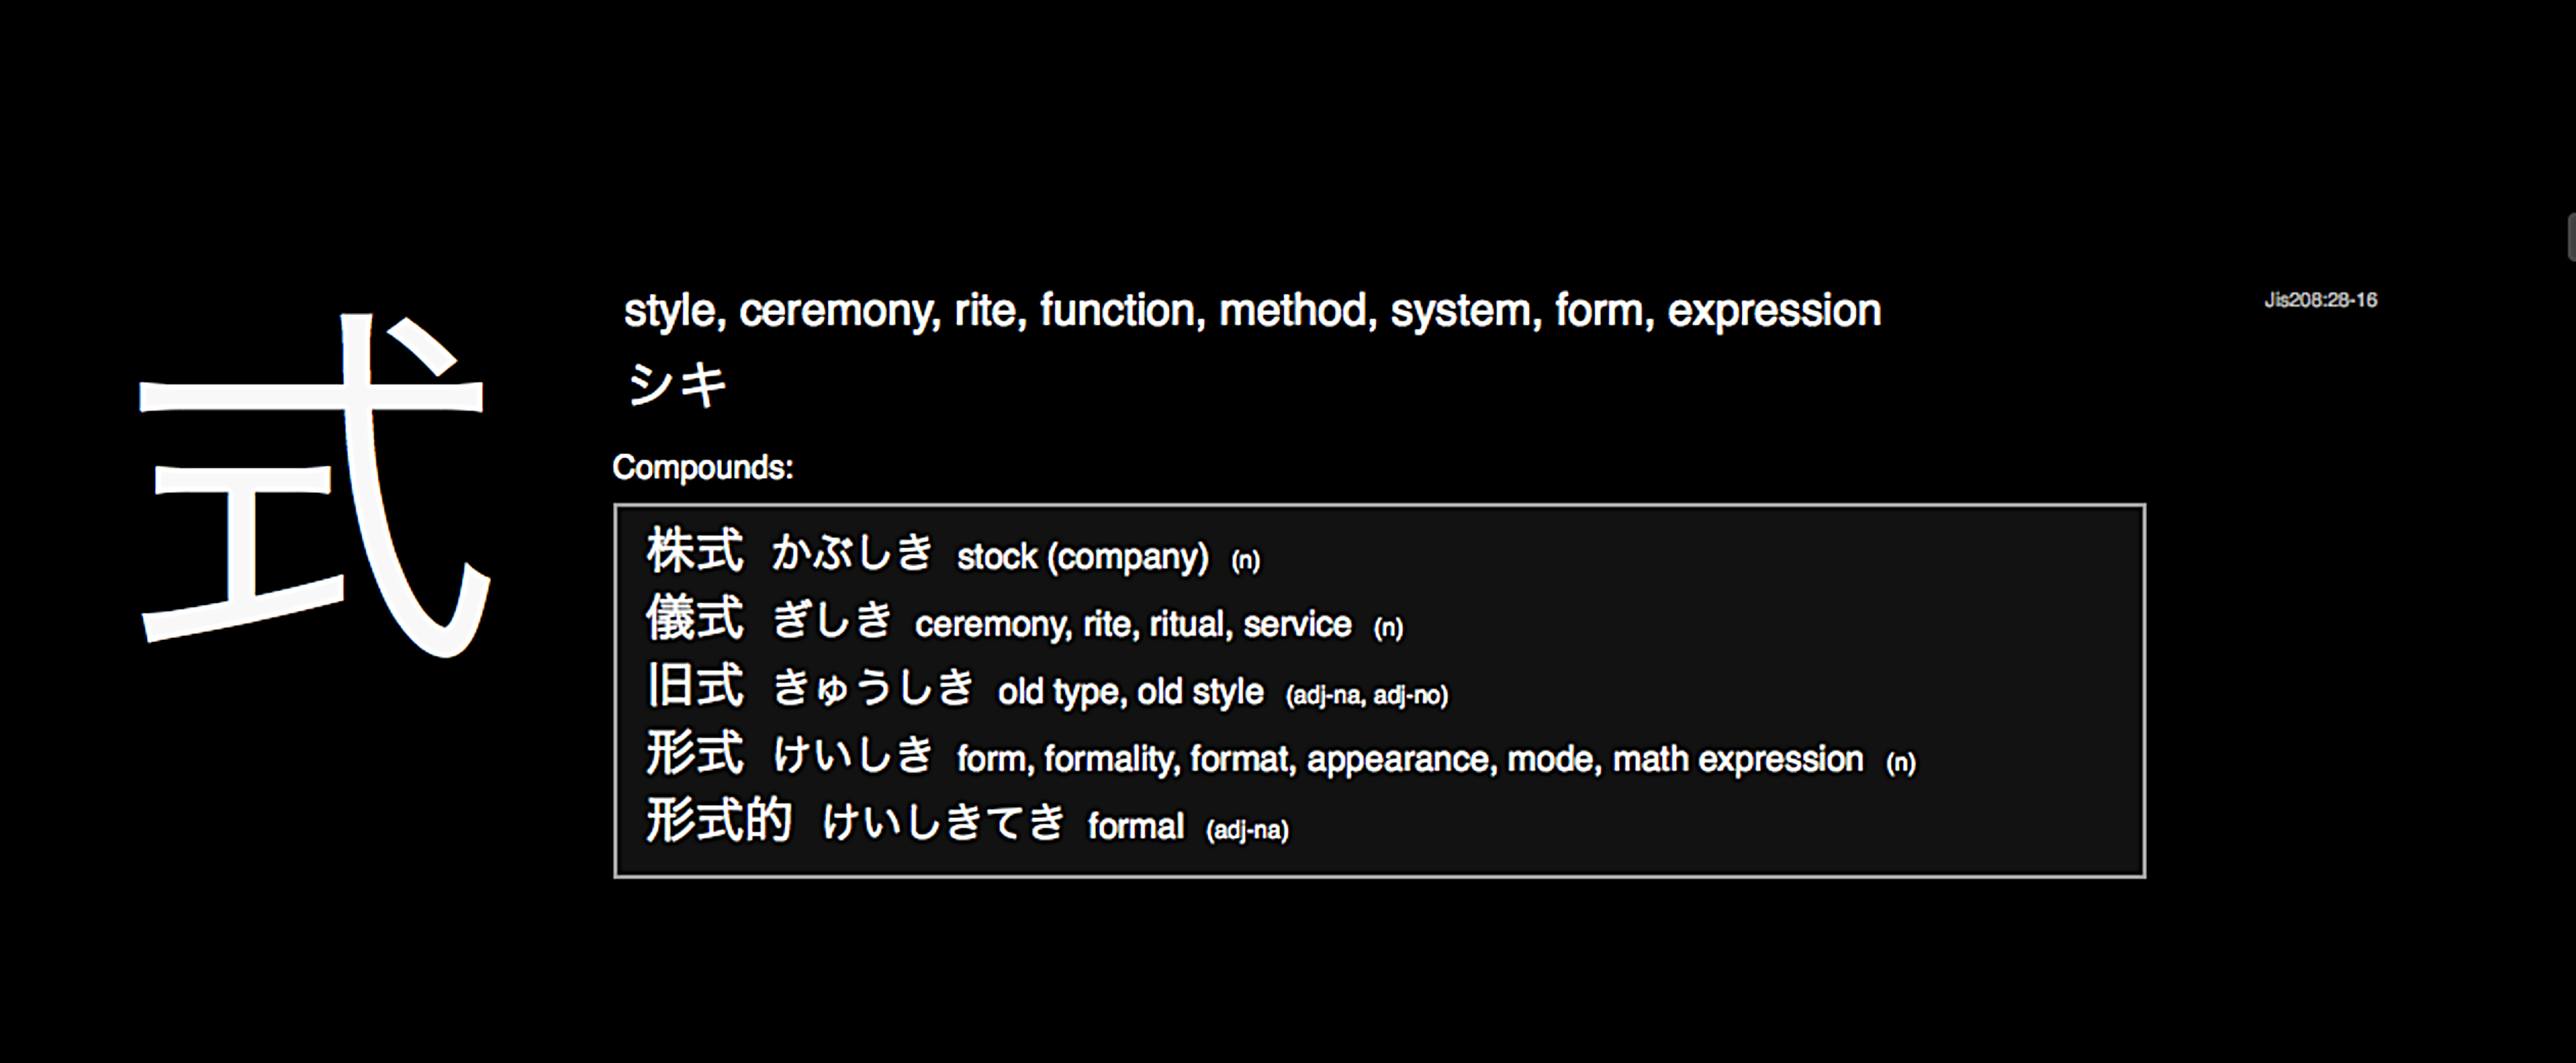 式
style, ceremony, rite, function, method, system, form, expression
Jis208:28-16
シキ
Compounds:
株式 かぶしき stock (company) (n)
儀式 ぎしき ceremony, rite, ritual, service (n)
旧式 きゅうしき old type, old style (adj-na, adj-no)
形式 けいしき form, formality, format, appearance, mode, math expression (n)
形式的 けいしきてき formal (adj-na)